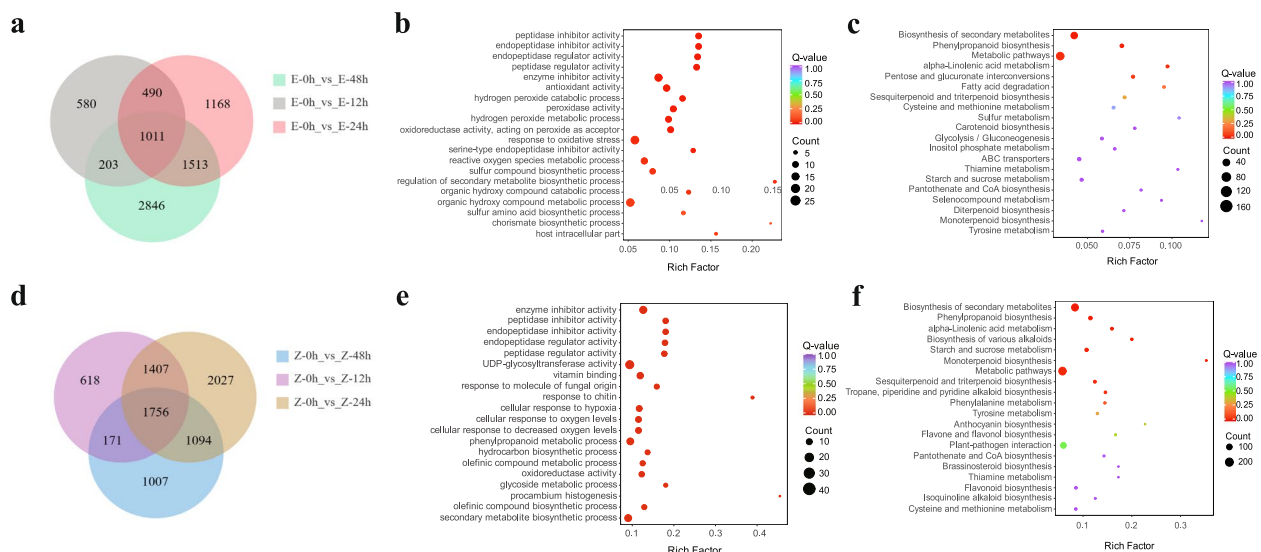 a
580
490
1168
1011
203
1513
2846
E-0h_vs_E-48h
E-0h_vs_E-12h
E-0h_vs_E-24h
b
peptidase inhibitor activity
endopeptidase inhibitor activity
endopeptidase regulator activity
peptidase regulator activity
enzyme inhibitor activity
antioxidant activity
hydrogen peroxide catabolic process
peroxidase activity
hydrogen peroxide metabolic process
oxidoreductase activity, acting on peroxide as acceptor
response to oxidative stress
serine-type endopeptidase inhibitor activity
reactive oxygen species metabolic process
sulfur compound biosynthetic process
regulation of secondary metabolite biosynthetic process
organic hydroxy compound catabolic process
organic hydroxy compound metabolic process
sulfur amino acid biosynthetic process
chorismate biosynthetic process
host intracellular part
0.05 0.10 0.15
0.05 0.10 0.15 0.20
Rich Factor
Q-value
1.00
0.75
0.50
0.25
0.00
Count
5
10
15
20
25
c
Biosynthesis of secondary metabolites
Phenylpropanoid biosynthesis
Metabolic pathways
alpha-Linolenic acid metabolism
Pentose and glucuronate interconversions
Fatty acid degradation
Sesquiterpenoid and triterpenoid biosynthesis
Cysteine and methionine metabolism
Sulfur metabolism
Carotenoid biosynthesis
Glycolysis / Gluconeogenesis
Inositol phosphate metabolism
ABC transporters
Thiamine metabolism
Starch and sucrose metabolism
Pantothenate and CoA biosynthesis
Selenocompound metabolism
Diterpenoid biosynthesis
Monoterpenoid biosynthesis
Tyrosine metabolism
0.050 0.075 0.100
Rich Factor
Q-value
1.00
0.75
0.50
0.25
0.00
Count
40
80
120
160
d
618
1407
2027
1756
171
1094
1007
Z-0h_vs_Z-48h
Z-0h_vs_Z-12h
Z-0h_vs_Z-24h
e
enzyme inhibitor activity
peptidase inhibitor activity
endopeptidase inhibitor activity
endopeptidase regulator activity
peptidase regulator activity
UDP-glycosyltransferase activity
vitamin binding
response to molecule of fungal origin
response to chitin
cellular response to hypoxia
cellular response to oxygen levels
cellular response to decreased oxygen levels
phenylpropanoid metabolic process
hydrocarbon biosynthetic process
olefinic compound metabolic process
oxidoreductase activity
glycoside metabolic process
procambium histogenesis
olefinic compound biosynthetic process
secondary metabolite biosynthetic process
0.1 0.2 0.3 0.4
Rich Factor
Q-value
1.00
0.75
0.50
0.25
0.00
Count
10
20
30
40
f
Biosynthesis of secondary metabolites
Phenylpropanoid biosynthesis
alpha-Linolenic acid metabolism
Biosynthesis of various alkaloids
Starch and sucrose metabolism
Monoterpenoid biosynthesis
Metabolic pathways
Sesquiterpenoid and triterpenoid biosynthesis
Tropane, piperidine and pyridine alkaloid biosynthesis
Phenylalanine metabolism
Tyrosine metabolism
Anthocyanin biosynthesis
Flavone and flavonol biosynthesis
Plant-pathogen interaction
Pantothenate and CoA biosynthesis
Brassinosteroid biosynthesis
Thiamine metabolism
Flavonoid biosynthesis
Isoquinoline alkaloid biosynthesis
Cysteine and methionine metabolism
0.1 0.2 0.3
Rich Factor
Q-value
1.00
0.75
0.50
0.25
0.00
Count
100
200